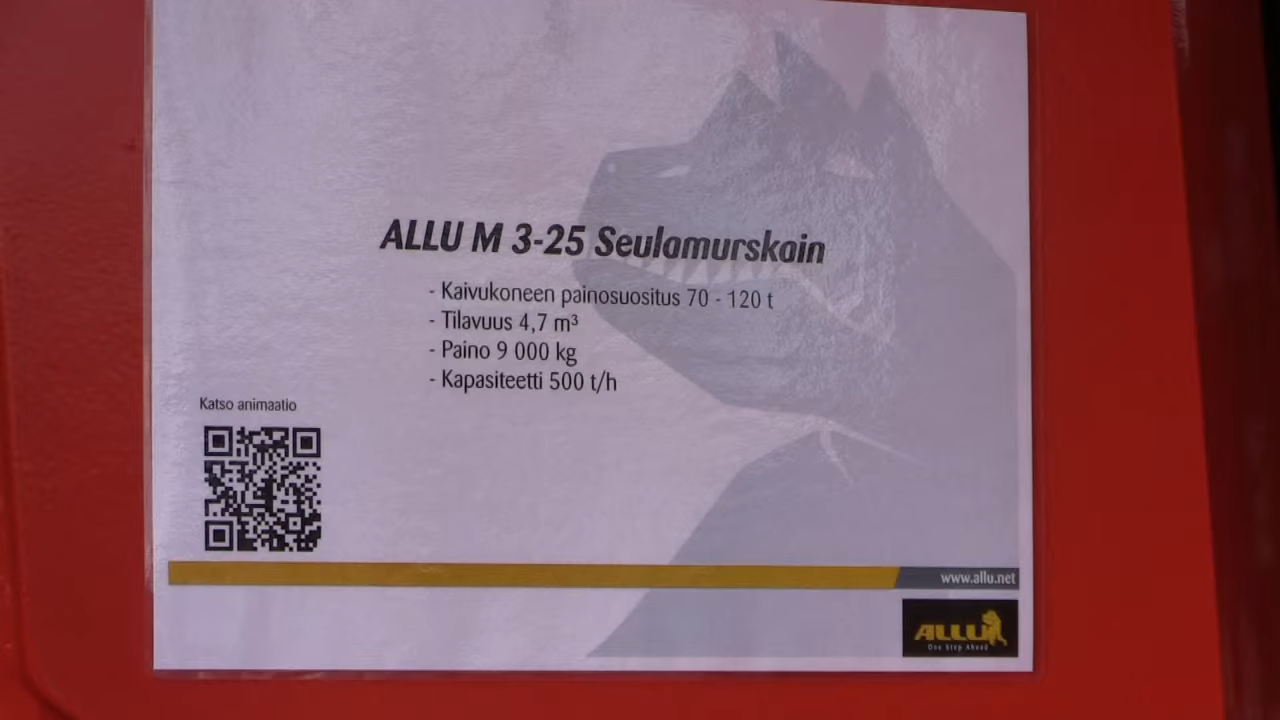 ALLU M 3-25 Seulamurskain
- Kaivukoneen painosuositus 70 - 120 t
- Tilavuus 4,7 m³
- Paino 9 000 kg
- Kapasiteetti 500 t/h
Katso animaatio
www.allu.net
ALLU
One Step Ahead